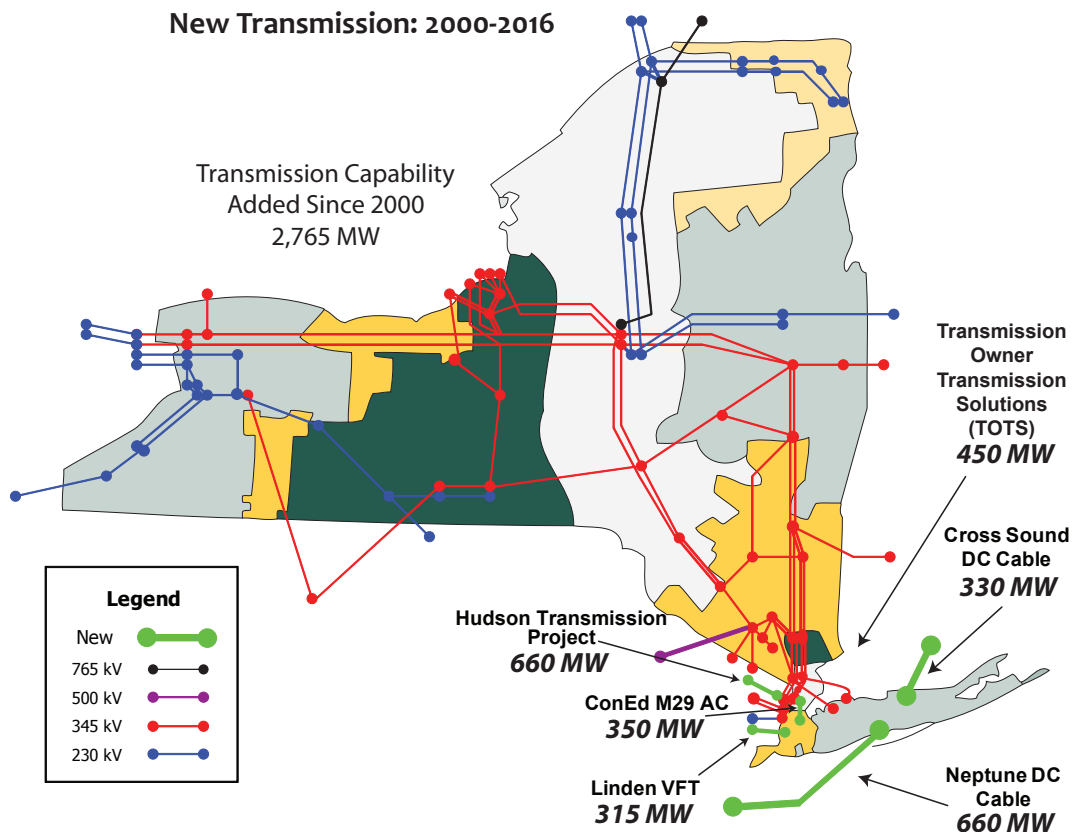 New Transmission: 2000-2016
Transmission Capability
Added Since 2000
2,765 MW
Transmission
Owner
Transmission
Solutions
(TOTS)
450 MW
Cross Sound
DC Cable
330 MW
Legend
New
765 kV
500 kV
345 kV
230 kV
Hudson Transmission
Project
660 MW
ConEd M29 AC
350 MW
Linden VFT
315 MW
Neptune DC
Cable
660 MW